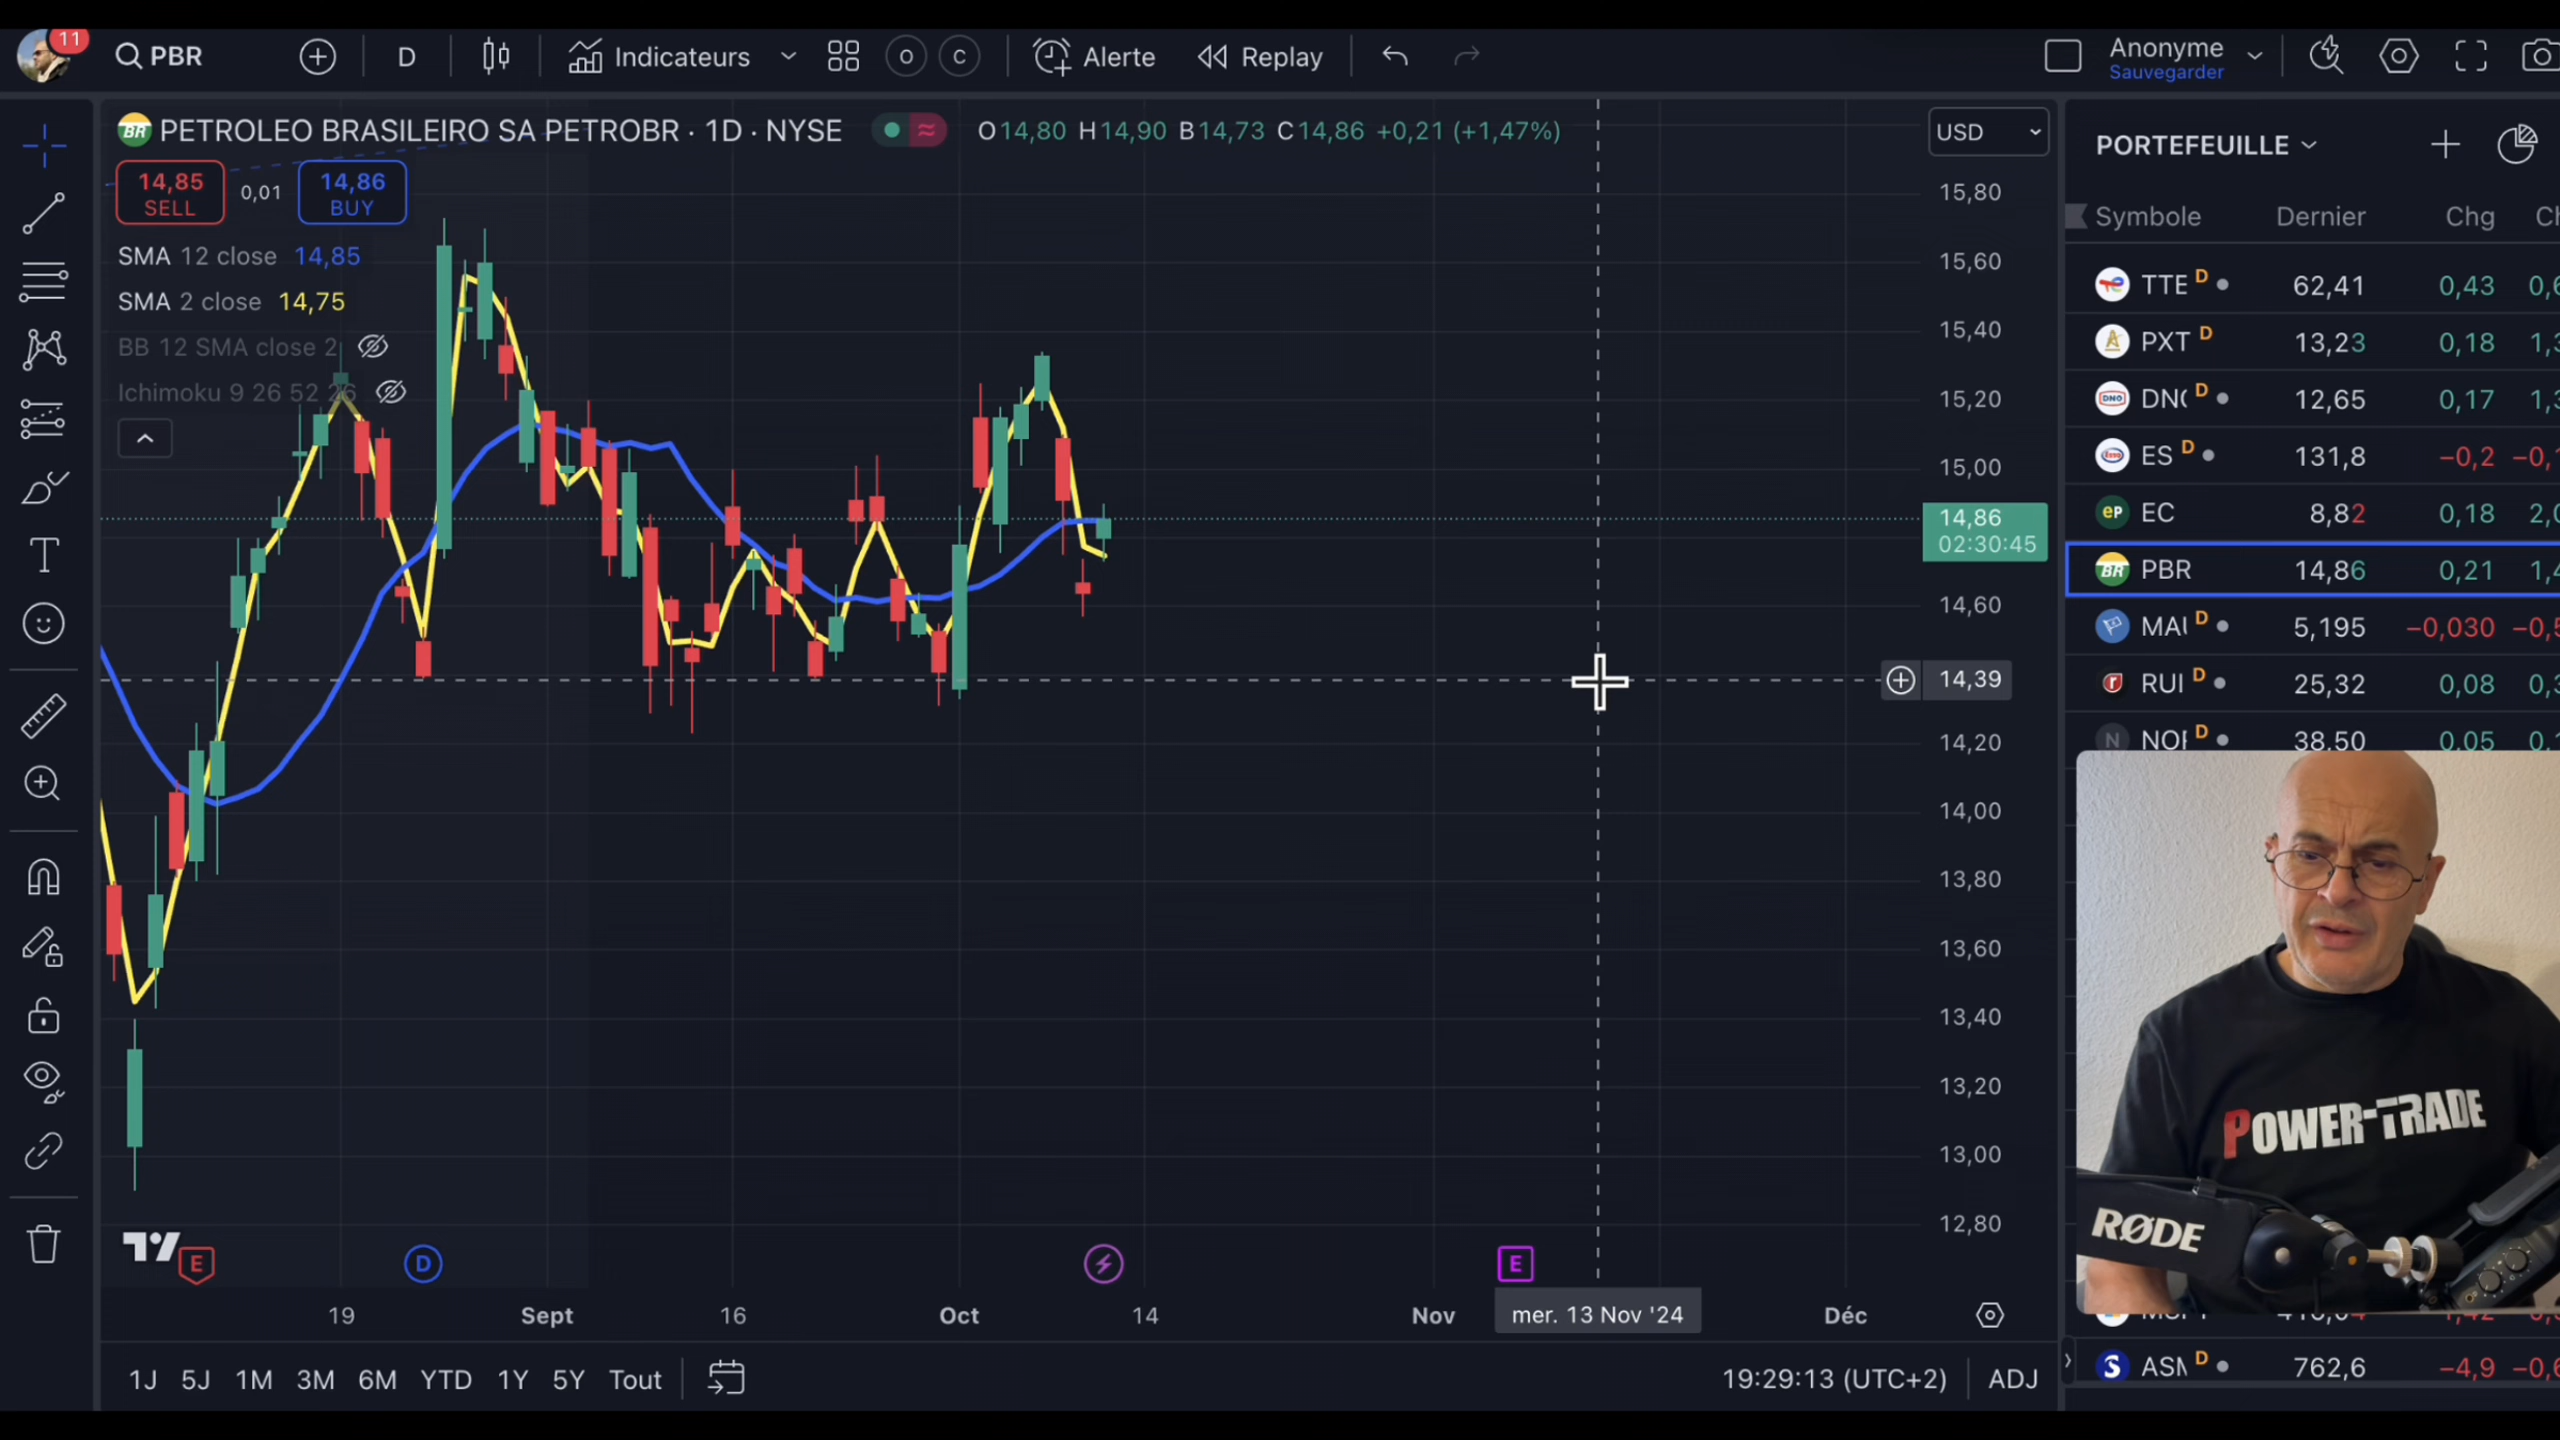 11
PBR
D
Indicateurs
O
C
Alerte
Replay
Anonyme
Sauvegarder
PETROLEO BRASILEIRO SA PETROBR · 1D · NYSE
O14,80 H14,90 B14,73 C14,86 +0,21 (+1,47%)
USD
14,85
SELL
0,01
14,86
BUY
SMA 12 close 14,85
SMA 2 close 14,75
BB 12 SMA close 2
Ichimoku 9 26 52 26
15,80
15,60
15,40
15,20
15,00
14,86
02:30:45
14,60
14,39
14,20
14,00
13,80
13,60
13,40
13,20
13,00
12,80
E
D
E
19
Sept
16
Oct
14
Nov
mer. 13 Nov '24
Déc
1J 5J 1M 3M 6M YTD 1Y 5Y Tout
19:29:13 (UTC+2)
ADJ
PORTEFEUILLE
Symbole Dernier Chg
TTE D 62,41 0,43
PXT D 13,23 0,18
DNO
D 12,65 0,17
ES D 131,8 −0,2
EC 8,82 0,18
BR PBR 14,86 0,21
D 5,195 −0,030
RUI D 25,32 0,08
N D 38,50 0,05
POWER-TRADE
RØDE
S D 762,6 −4,9